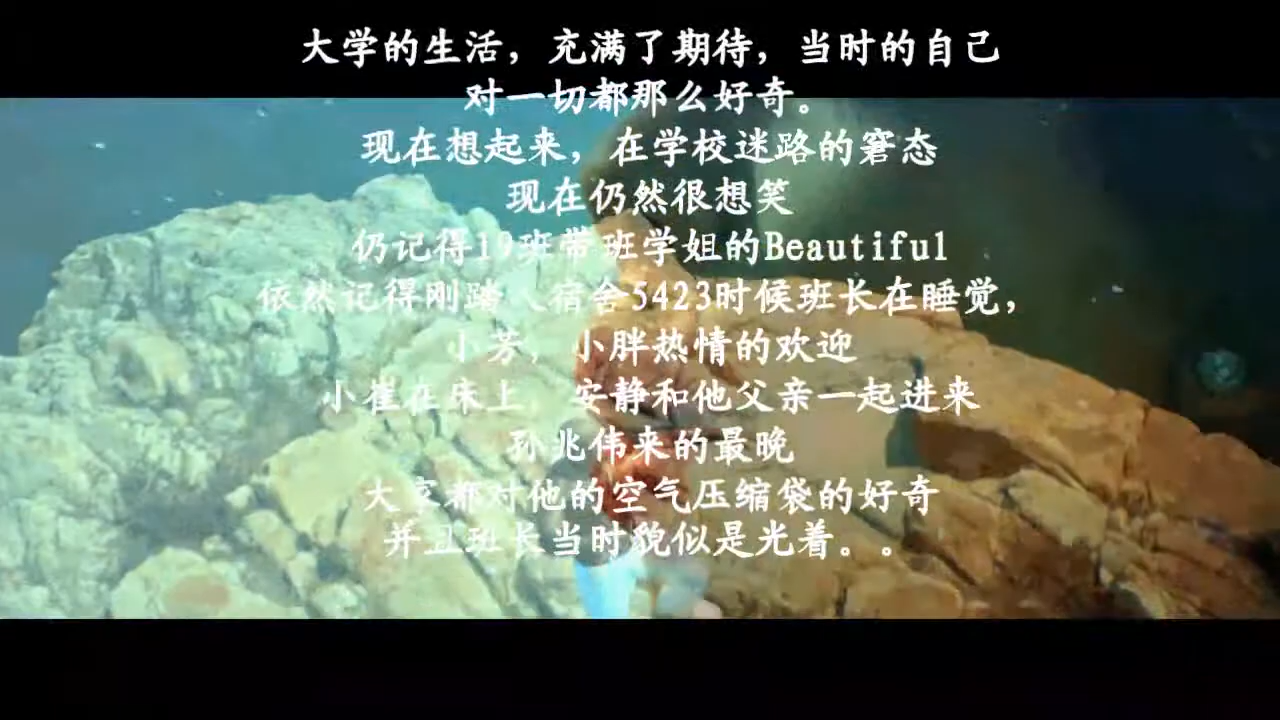 大学的生活，充满了期待，当时的自己
对一切都那么好奇。
现在想起来，在学校迷路的窘态
现在仍然很想笑
仍记得19班带班学姐的Beautiful
依然记得刚踏入宿舍5423时候班长在睡觉，
小芳，小胖热情的欢迎
小崔在床上，安静和他父亲一起进来
孙兆伟来的最晚
大家都对他的空气压缩袋的好奇
并且班长当时貌似是光着。。